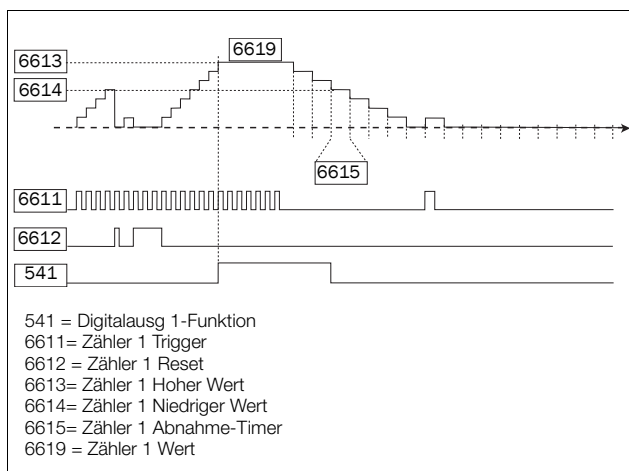 6619
6613
6614
6615
6611
6612
541
541 = Digitalausg 1-Funktion
6611= Zähler 1 Trigger
6612 = Zähler 1 Reset
6613= Zähler 1 Hoher Wert
6614= Zähler 1 Niedriger Wert
6615= Zähler 1 Abnahme-Timer
6619 = Zähler 1 Wert